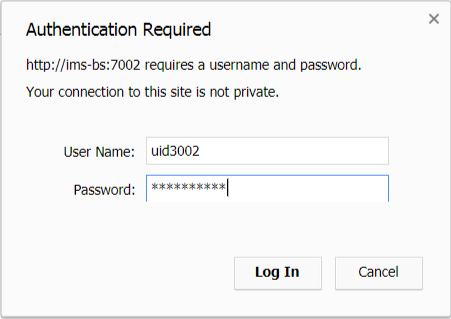 Authentication Required
http://ims-bs:7002 requires a username and password.
Your connection to this site is not private.
User Name: uid3002
Password: **********
Log In Cancel